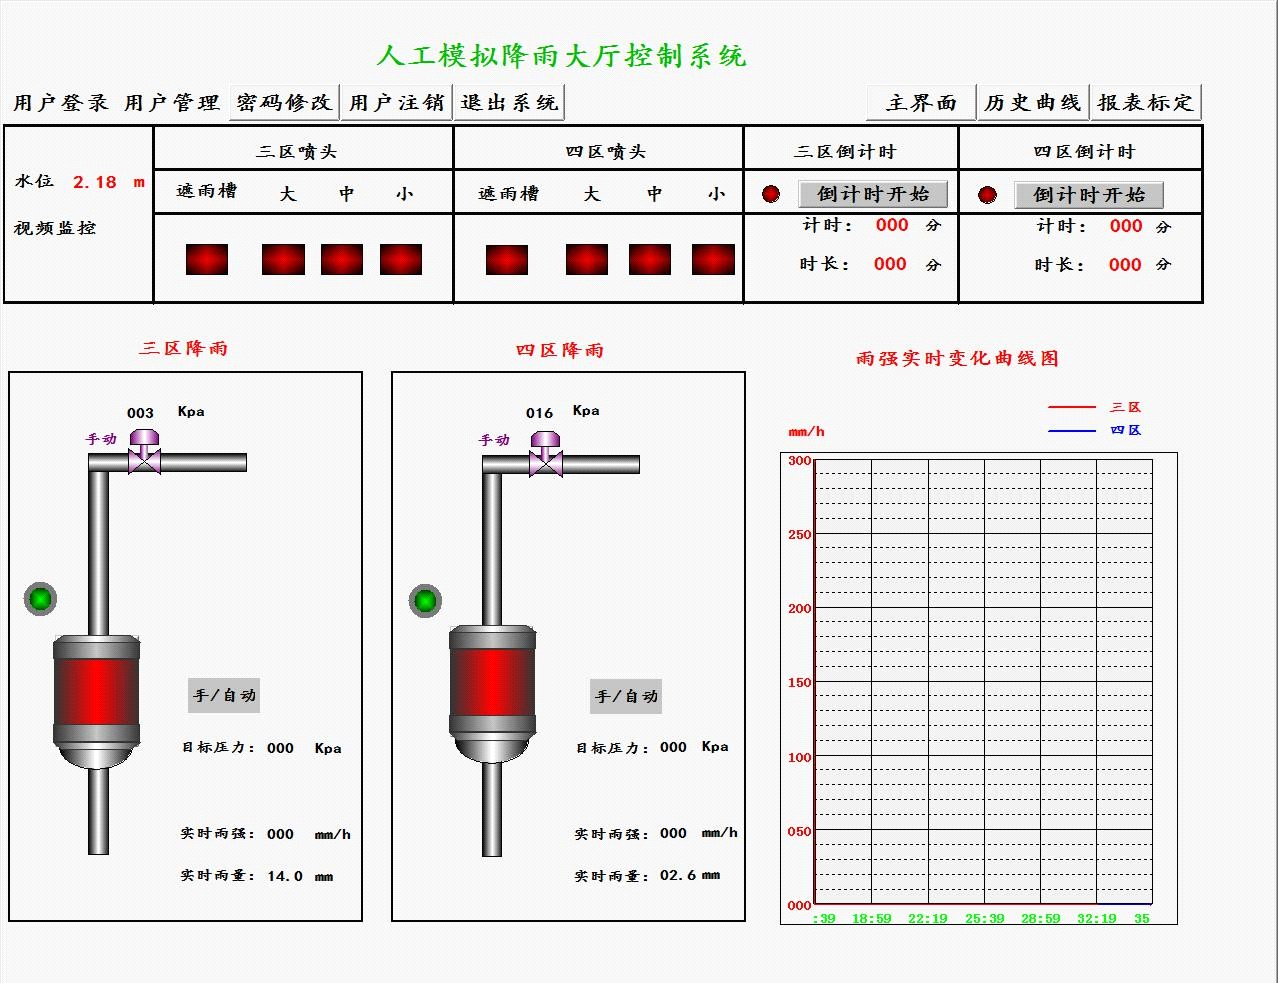 人工模拟降雨大厅控制系统
用户登录 用户管理 密码修改 用户注销 退出系统 主界面 历史曲线 报表标定
三区喷头 四区喷头 三区倒计时 四区倒计时
水位 2.18 m
遮雨槽 大 中 小 遮雨槽 大 中 小 倒计时开始 倒计时开始
视频监控
计时: 000 分 计时: 000 分
时长: 000 分 时长: 000 分
三区降雨
003 Kpa
手动
手/自动
目标压力: 000 Kpa
实时雨强: 000 mm/h
实时雨量: 14.0 mm
四区降雨
016 Kpa
手动
手/自动
目标压力: 000 Kpa
实时雨强: 000 mm/h
实时雨量: 02.6 mm
雨强实时变化曲线图
三区
四区
mm/h
300
250
200
150
100
050
000
:39 18:59 22:19 25:39 28:59 32:19 35